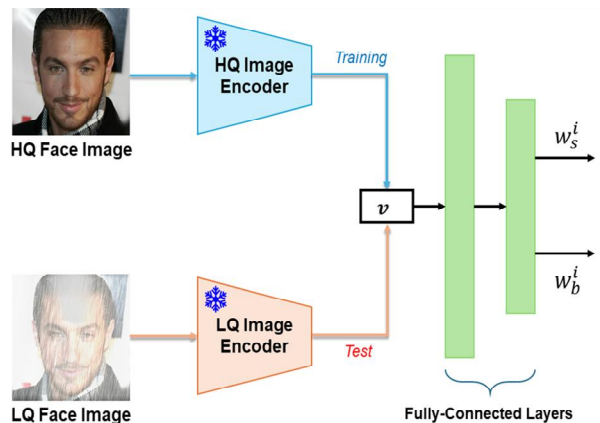 HQ Image
Encoder
Training
HQ Face Image
w_s^i
v
w_b^i
LQ Image
Encoder
Test
LQ Face Image
Fully-Connected Layers